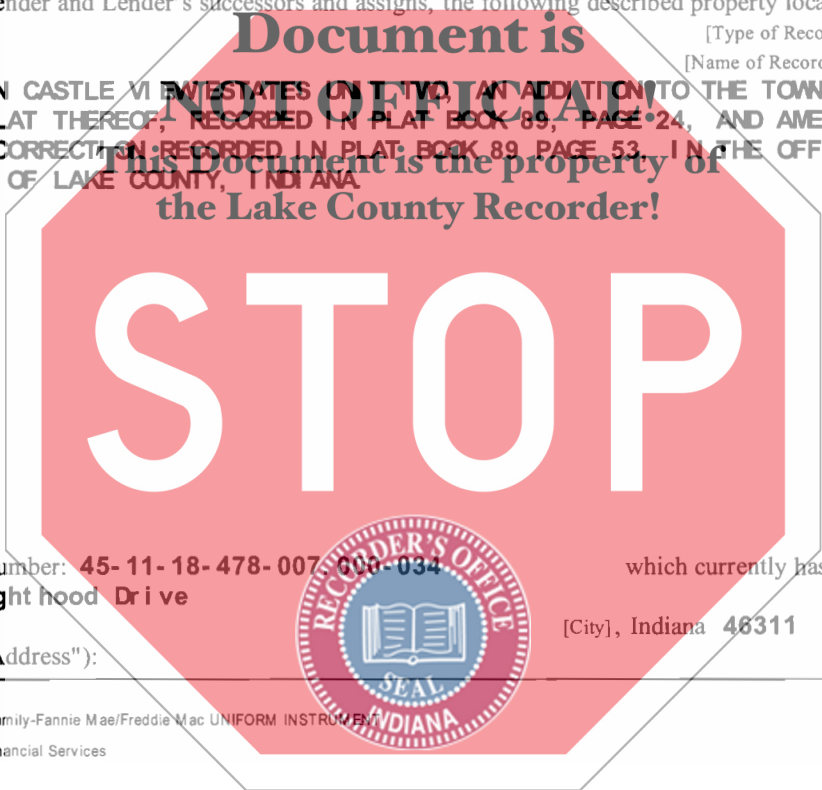 ender and Lender's successors and assigns, the following described property loca
Document is
[Type of Reco
[Name of Record
N CASTLE VIEW ESTATES UNIT TWO, AN ADDITION TO THE TOWN
NOT OFFICIAL!
LAT THEREOF, RECORDED IN PLAT BOOK 89, PAGE 24, AND AME
CORRECTION RECORDED IN PLAT BOOK 89 PAGE 53, IN THE OFF
This Document is the property of
OF LAKE COUNTY, INDIANA.
the Lake County Recorder!
STOP
umber: 45-11-18-478-007.000-034 which currently has
ght hood Drive
[City], Indiana 46311
Address"):
RECORDER'S OFFICE
SEAL
INDIANA
amily-Fannie Mae/Freddie Mac UNIFORM INSTRUMENT
nancial Services